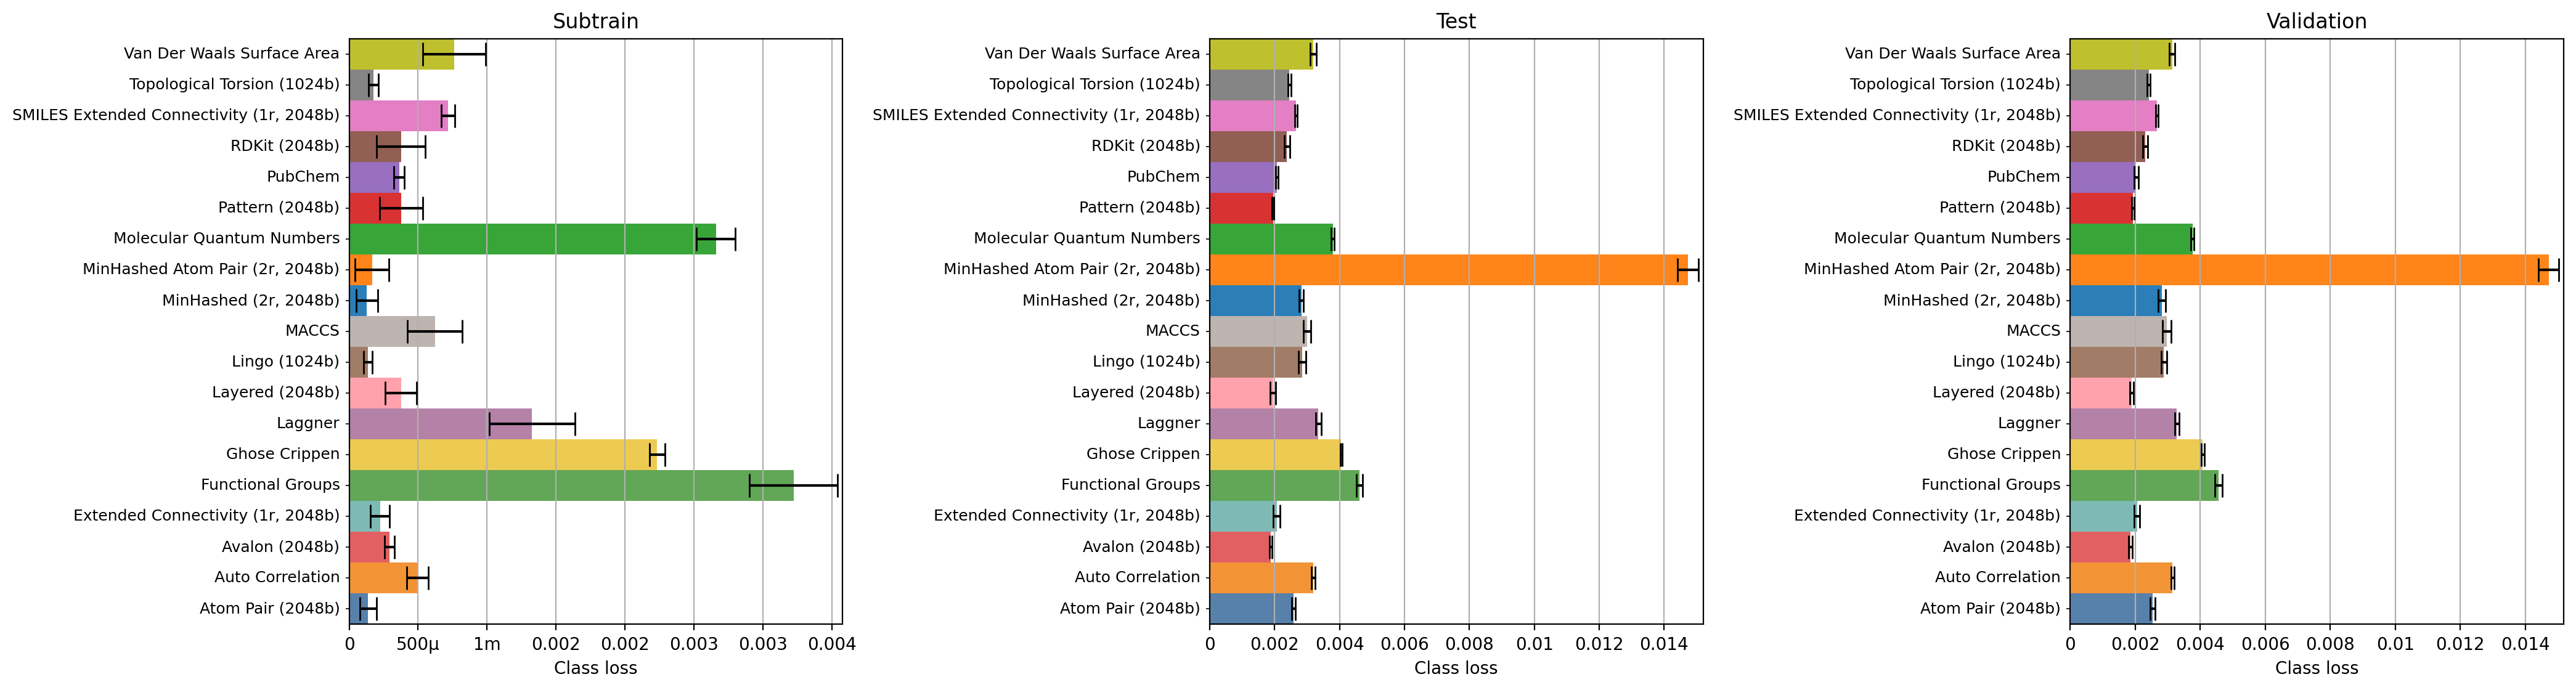 Subtrain
Van Der Waals Surface Area
Topological Torsion (1024b)
SMILES Extended Connectivity (1r, 2048b)
RDKit (2048b)
PubChem
Pattern (2048b)
Molecular Quantum Numbers
MinHashed Atom Pair (2r, 2048b)
MinHashed (2r, 2048b)
MACCS
Lingo (1024b)
Layered (2048b)
Laggner
Ghose Crippen
Functional Groups
Extended Connectivity (1r, 2048b)
Avalon (2048b)
Auto Correlation
Atom Pair (2048b)
0 500µ 1m 0.002 0.002 0.003 0.003 0.004
Class loss
Test
Van Der Waals Surface Area
Topological Torsion (1024b)
SMILES Extended Connectivity (1r, 2048b)
RDKit (2048b)
PubChem
Pattern (2048b)
Molecular Quantum Numbers
MinHashed Atom Pair (2r, 2048b)
MinHashed (2r, 2048b)
MACCS
Lingo (1024b)
Layered (2048b)
Laggner
Ghose Crippen
Functional Groups
Extended Connectivity (1r, 2048b)
Avalon (2048b)
Auto Correlation
Atom Pair (2048b)
0 0.002 0.004 0.006 0.008 0.01 0.012 0.014
Class loss
Validation
Van Der Waals Surface Area
Topological Torsion (1024b)
SMILES Extended Connectivity (1r, 2048b)
RDKit (2048b)
PubChem
Pattern (2048b)
Molecular Quantum Numbers
MinHashed Atom Pair (2r, 2048b)
MinHashed (2r, 2048b)
MACCS
Lingo (1024b)
Layered (2048b)
Laggner
Ghose Crippen
Functional Groups
Extended Connectivity (1r, 2048b)
Avalon (2048b)
Auto Correlation
Atom Pair (2048b)
0 0.002 0.004 0.006 0.008 0.01 0.012 0.014
Class loss